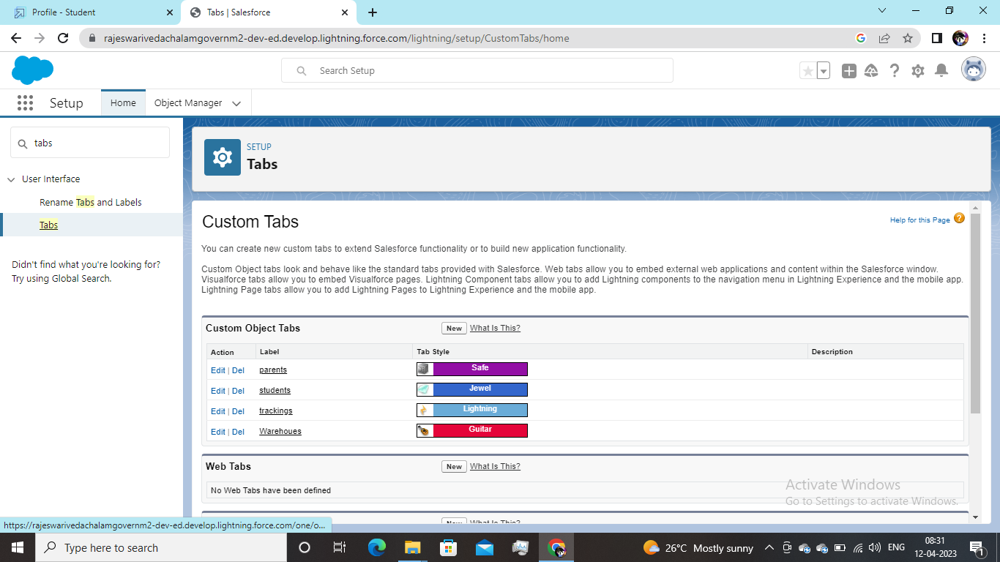 Profile - Student
Tabs | Salesforce
rajeswarivedachalamgovernm2-dev-ed.develop.lightning.force.com/lightning/setup/CustomTabs/home
Search Setup
Setup
Home
Object Manager
tabs
User Interface
Rename Tabs and Labels
Tabs
Didn't find what you're looking for?
Try using Global Search.
SETUP
Tabs
Custom Tabs
Help for this Page ?
You can create new custom tabs to extend Salesforce functionality or to build new application functionality.
Custom Object tabs look and behave like the standard tabs provided with Salesforce. Web tabs allow you to embed external web applications and content within the Salesforce window.
Visualforce tabs allow you to embed Visualforce pages. Lightning Component tabs allow you to add Lightning components to the navigation menu in Lightning Experience and the mobile app.
Lightning Page tabs allow you to add Lightning Pages to Lightning Experience and the mobile app.
Custom Object Tabs New What Is This?
Action Label Tab Style Description
Edit | Del parents Safe
Edit | Del students Jewel
Edit | Del trackings Lightning
Edit | Del Warehoues Guitar
Web Tabs New What Is This?
No Web Tabs have been defined
New What Is This?
Activate Windows
Go to Settings to activate Windows.
https://rajeswarivedachalamgovernm2-dev-ed.develop.lightning.force.com/one/o...
Type here to search
26°C Mostly sunny
ENG
08:31
12-04-2023
1